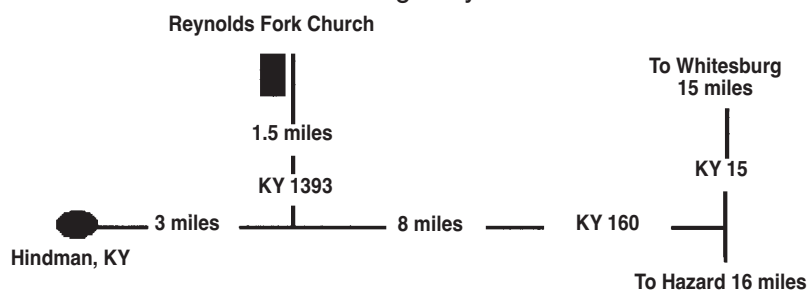 Reynolds Fork Church
To Whitesburg
15 miles
1.5 miles
KY 15
KY 1393
3 miles
8 miles
KY 160
Hindman, KY
To Hazard 16 miles